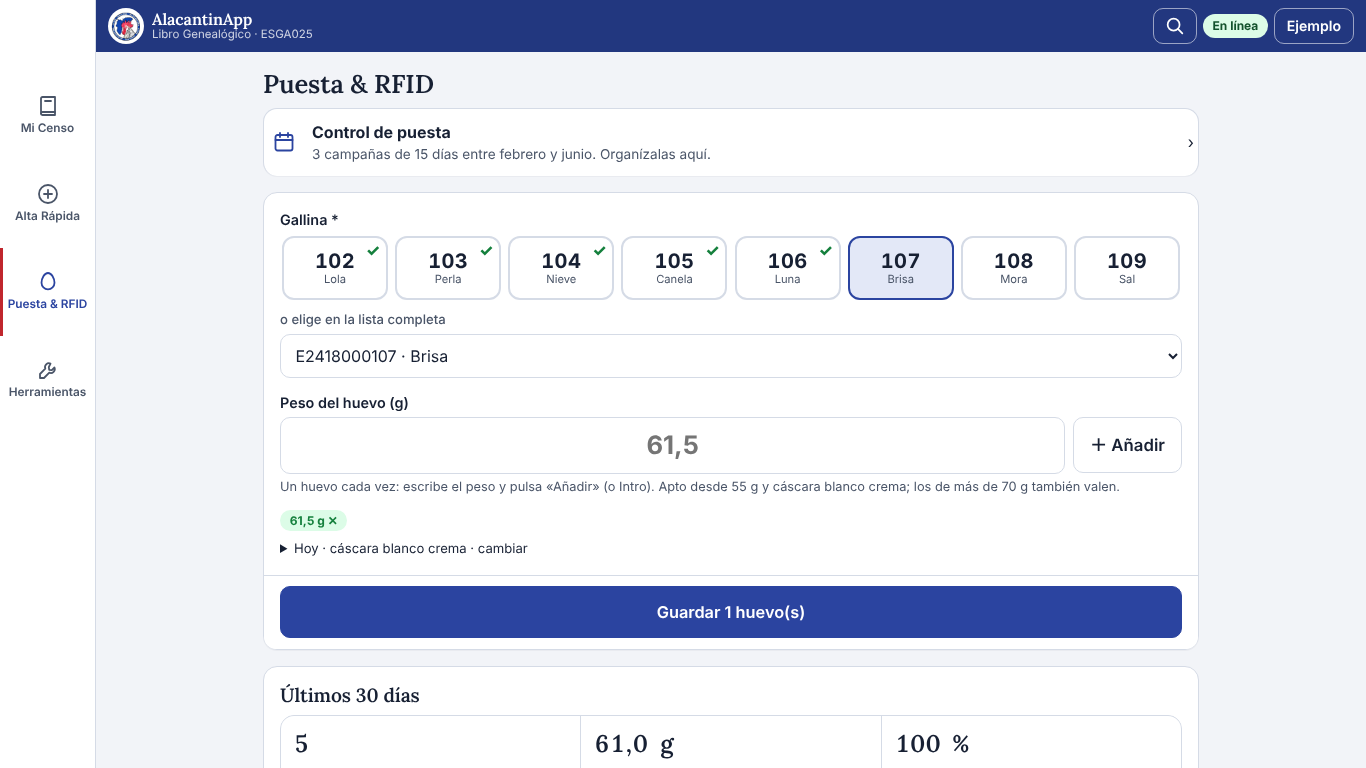 AlacantinApp
Libro Genealógico · ESGA025
En línea
Ejemplo
Mi Censo
Alta Rápida
Puesta & RFID
Herramientas
Puesta & RFID
Control de puesta
3 campañas de 15 días entre febrero y junio. Organízalas aquí.
Gallina *
102
Lola
103
Perla
104
Nieve
105
Canela
106
Luna
107
Brisa
108
Mora
109
Sal
o elige en la lista completa
E2418000107 · Brisa
Peso del huevo (g)
61,5
+ Añadir
Un huevo cada vez: escribe el peso y pulsa «Añadir» (o Intro). Apto desde 55 g y cáscara blanco crema; los de más de 70 g también valen.
61,5 g ×
Hoy · cáscara blanco crema · cambiar
Guardar 1 huevo(s)
Últimos 30 días
5
61,0 g
100 %